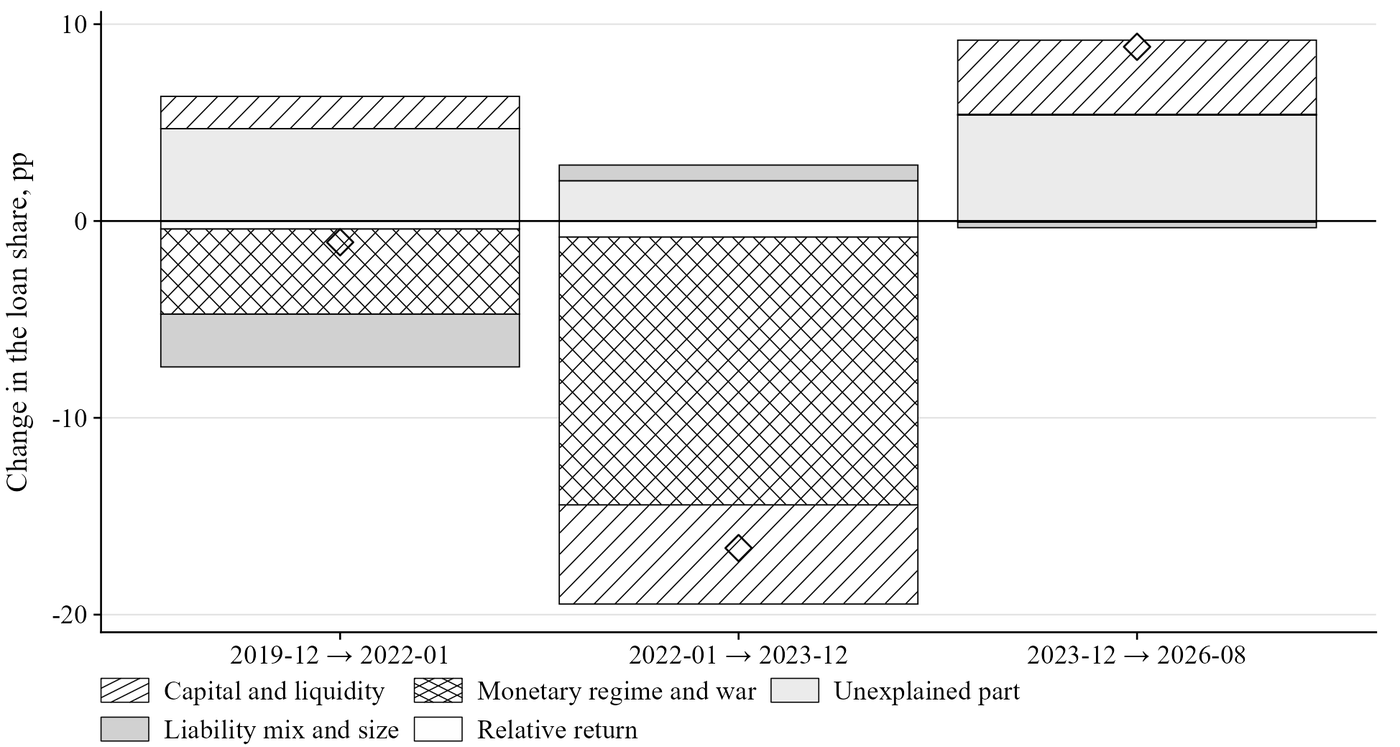 Change in the loan share, pp
10
0
-10
-20
2019-12 → 2022-01
2022-01 → 2023-12
2023-12 → 2026-08
Capital and liquidity
Monetary regime and war
Unexplained part
Liability mix and size
Relative return